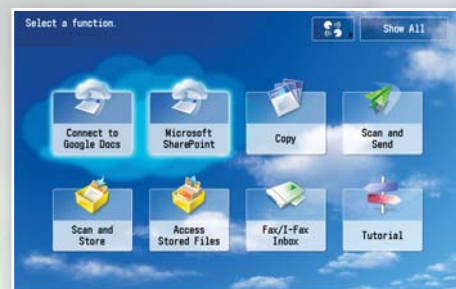 Select a function.
Show All
Connect to
Google Docs
Microsoft
SharePoint
Copy
Scan and
Send
Scan and
Store
Access
Stored Files
Fax/I-Fax
Inbox
Tutorial